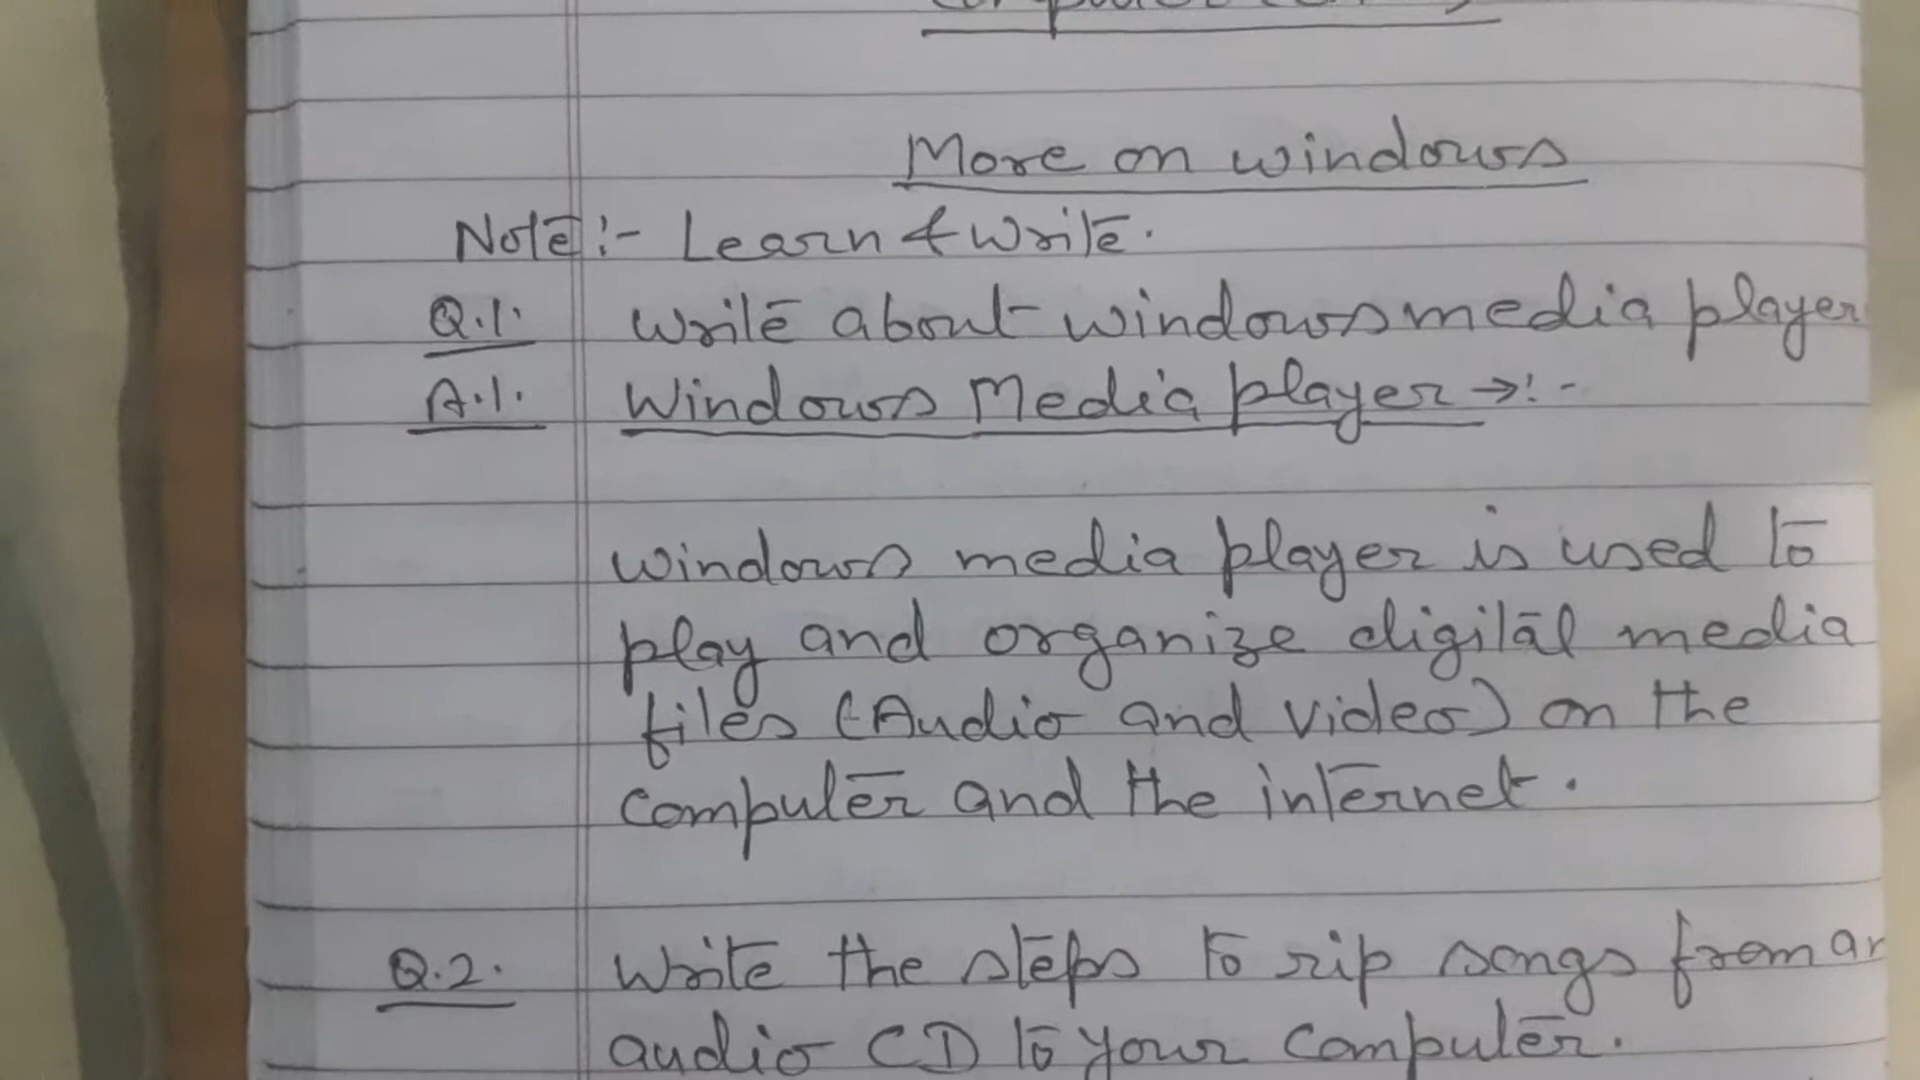 More on windows
Note:- Learn & write.
Q.1. Write about windows media player
A.1. Windows Media player →:-
windows media player is used to
play and organize digital media
files (Audio and video) on the
computer and the internet.
Q.2. Write the steps to rip songs from an
audio CD to your computer.